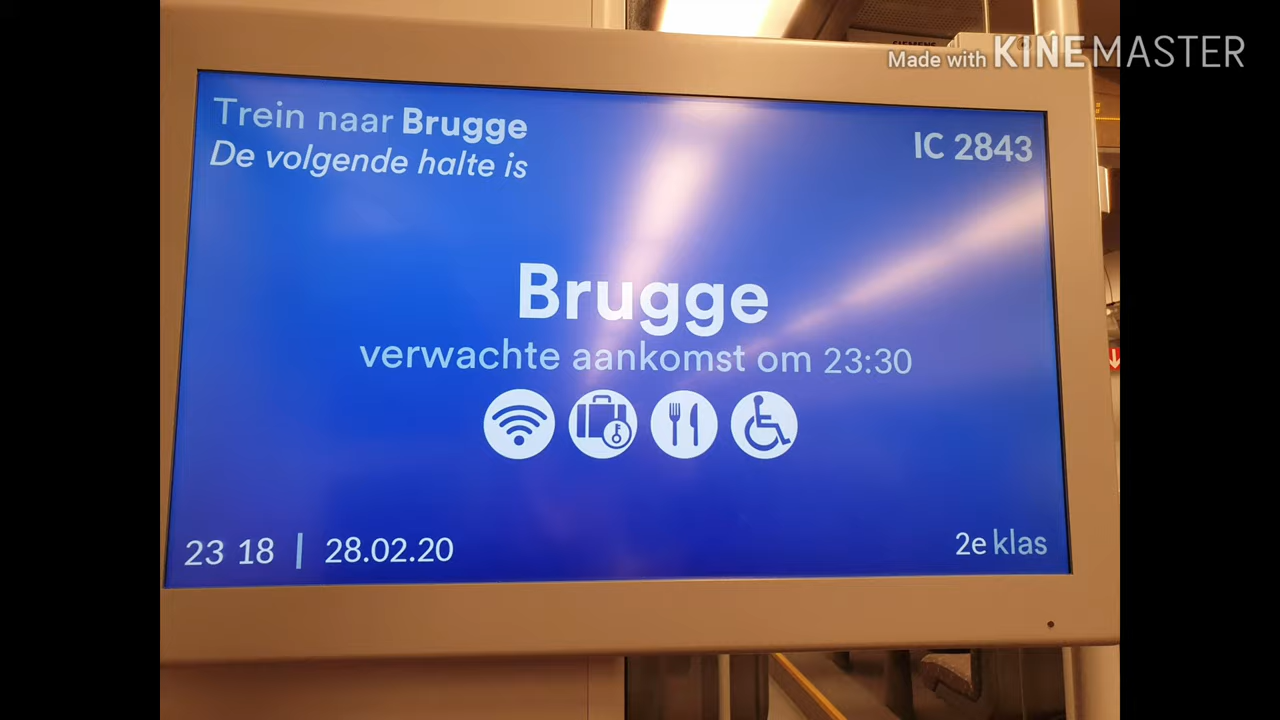 Made with KINEMASTER
Trein naar Brugge
De volgende halte is
IC 2843
Brugge
verwachte aankomst om 23:30
23 18 | 28.02.20
2e klas